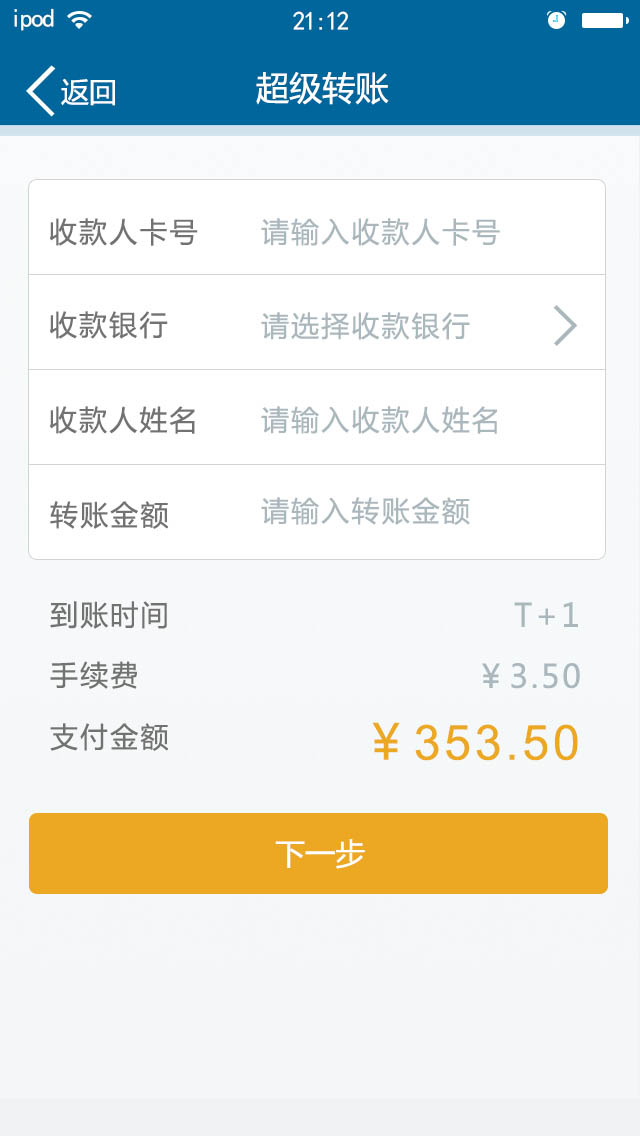 ipod 21:12
返回 超级转账
收款人卡号 请输入收款人卡号
收款银行 请选择收款银行
收款人姓名 请输入收款人姓名
转账金额 请输入转账金额
到账时间 T+1
手续费 ¥3.50
支付金额 ¥353.50
下一步